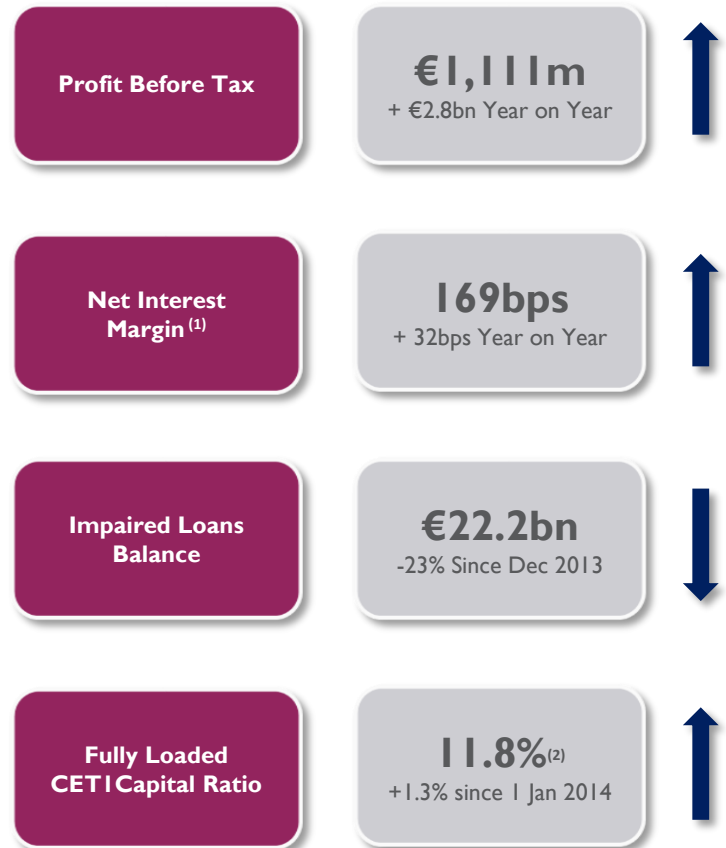 Profit Before Tax
€1,111m
+ €2.8bn Year on Year
Net Interest
Margin (1)
169bps
+ 32bps Year on Year
Impaired Loans
Balance
€22.2bn
-23% Since Dec 2013
Fully Loaded
CET1Capital Ratio
11.8%(2)
+1.3% since 1 Jan 2014